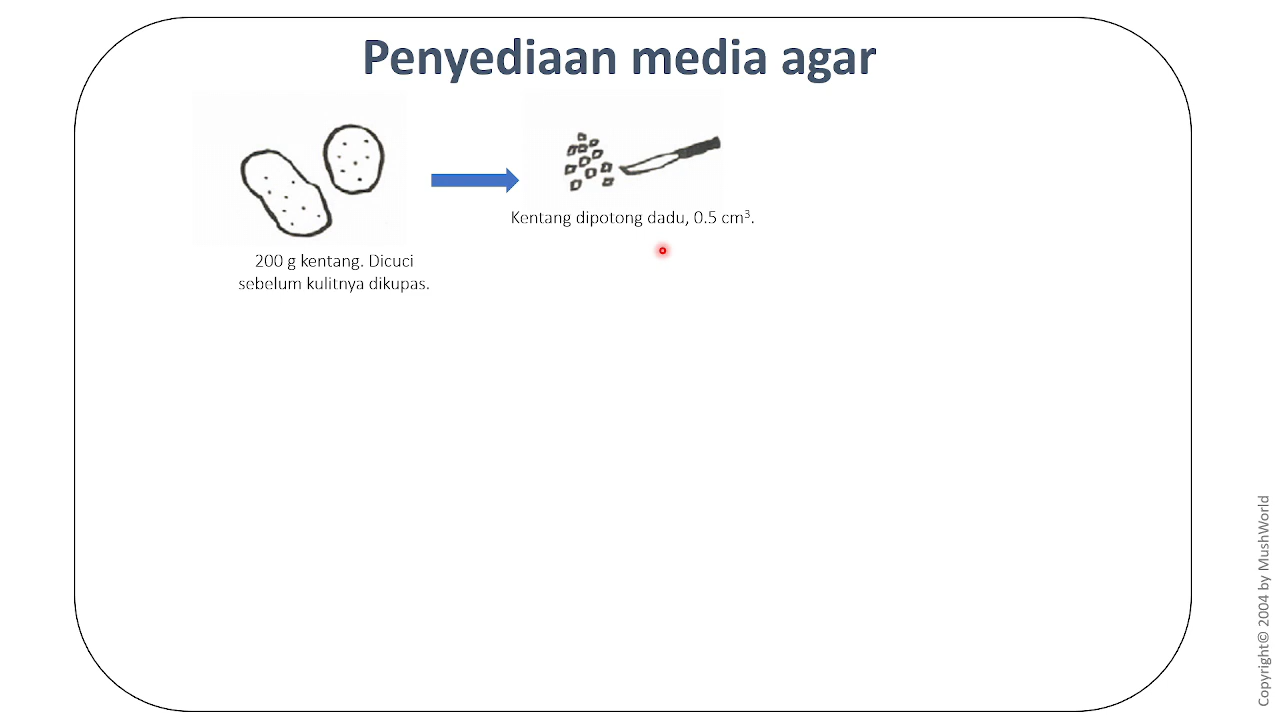 Penyediaan media agar
Kentang dipotong dadu, 0.5 cm³.
200 g kentang. Dicuci
sebelum kulitnya dikupas.
Copyright© 2004 by MushWorld